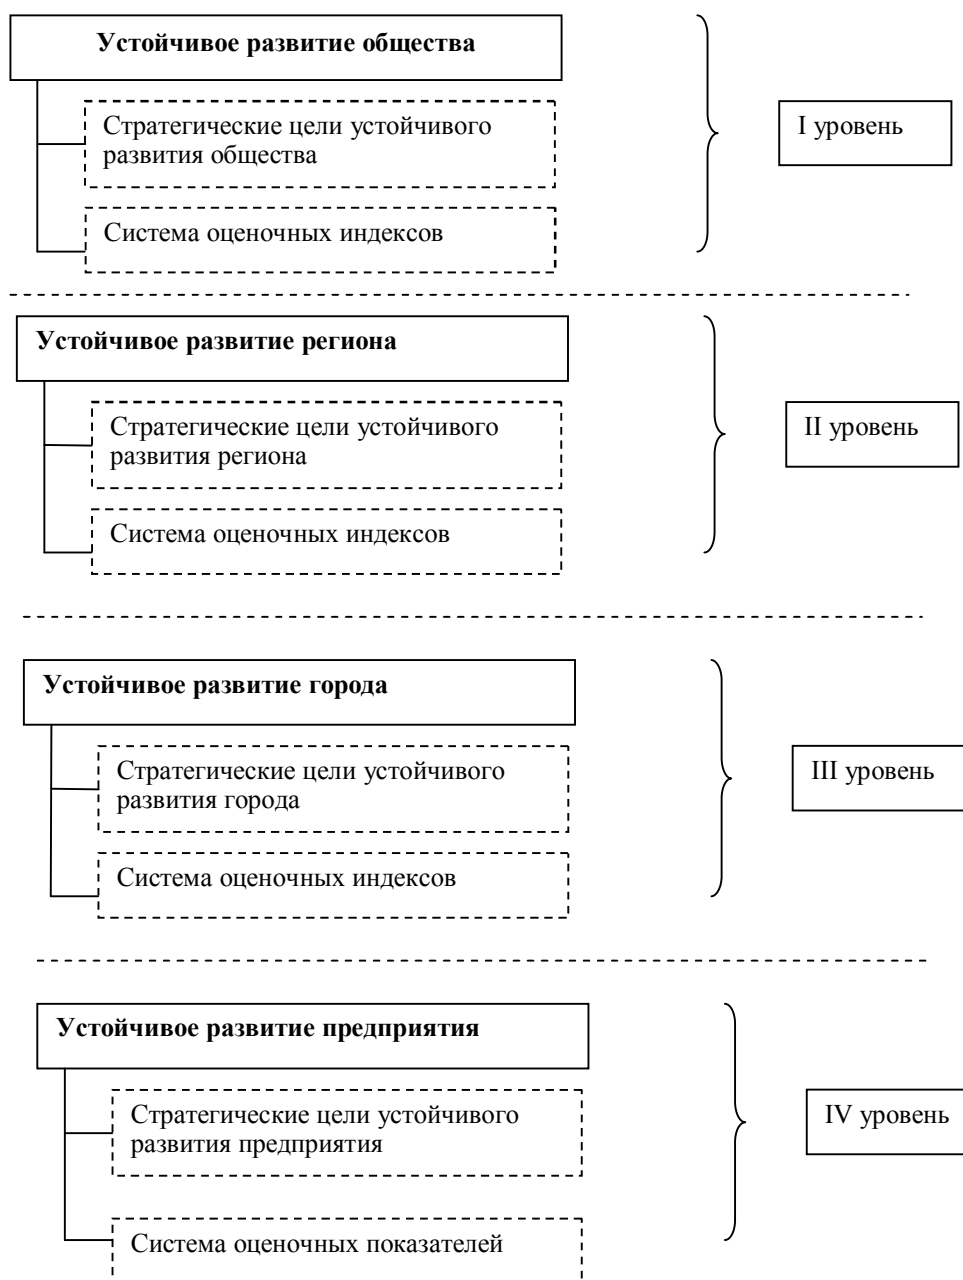 Устойчивое развитие общества
Стратегические цели устойчивого
развития общества
I уровень
Система оценочных индексов
Устойчивое развитие региона
Стратегические цели устойчивого
развития региона
II уровень
Система оценочных индексов
Устойчивое развитие города
Стратегические цели устойчивого
развития города
III уровень
Система оценочных индексов
Устойчивое развитие предприятия
Стратегические цели устойчивого
развития предприятия
IV уровень
Система оценочных показателей